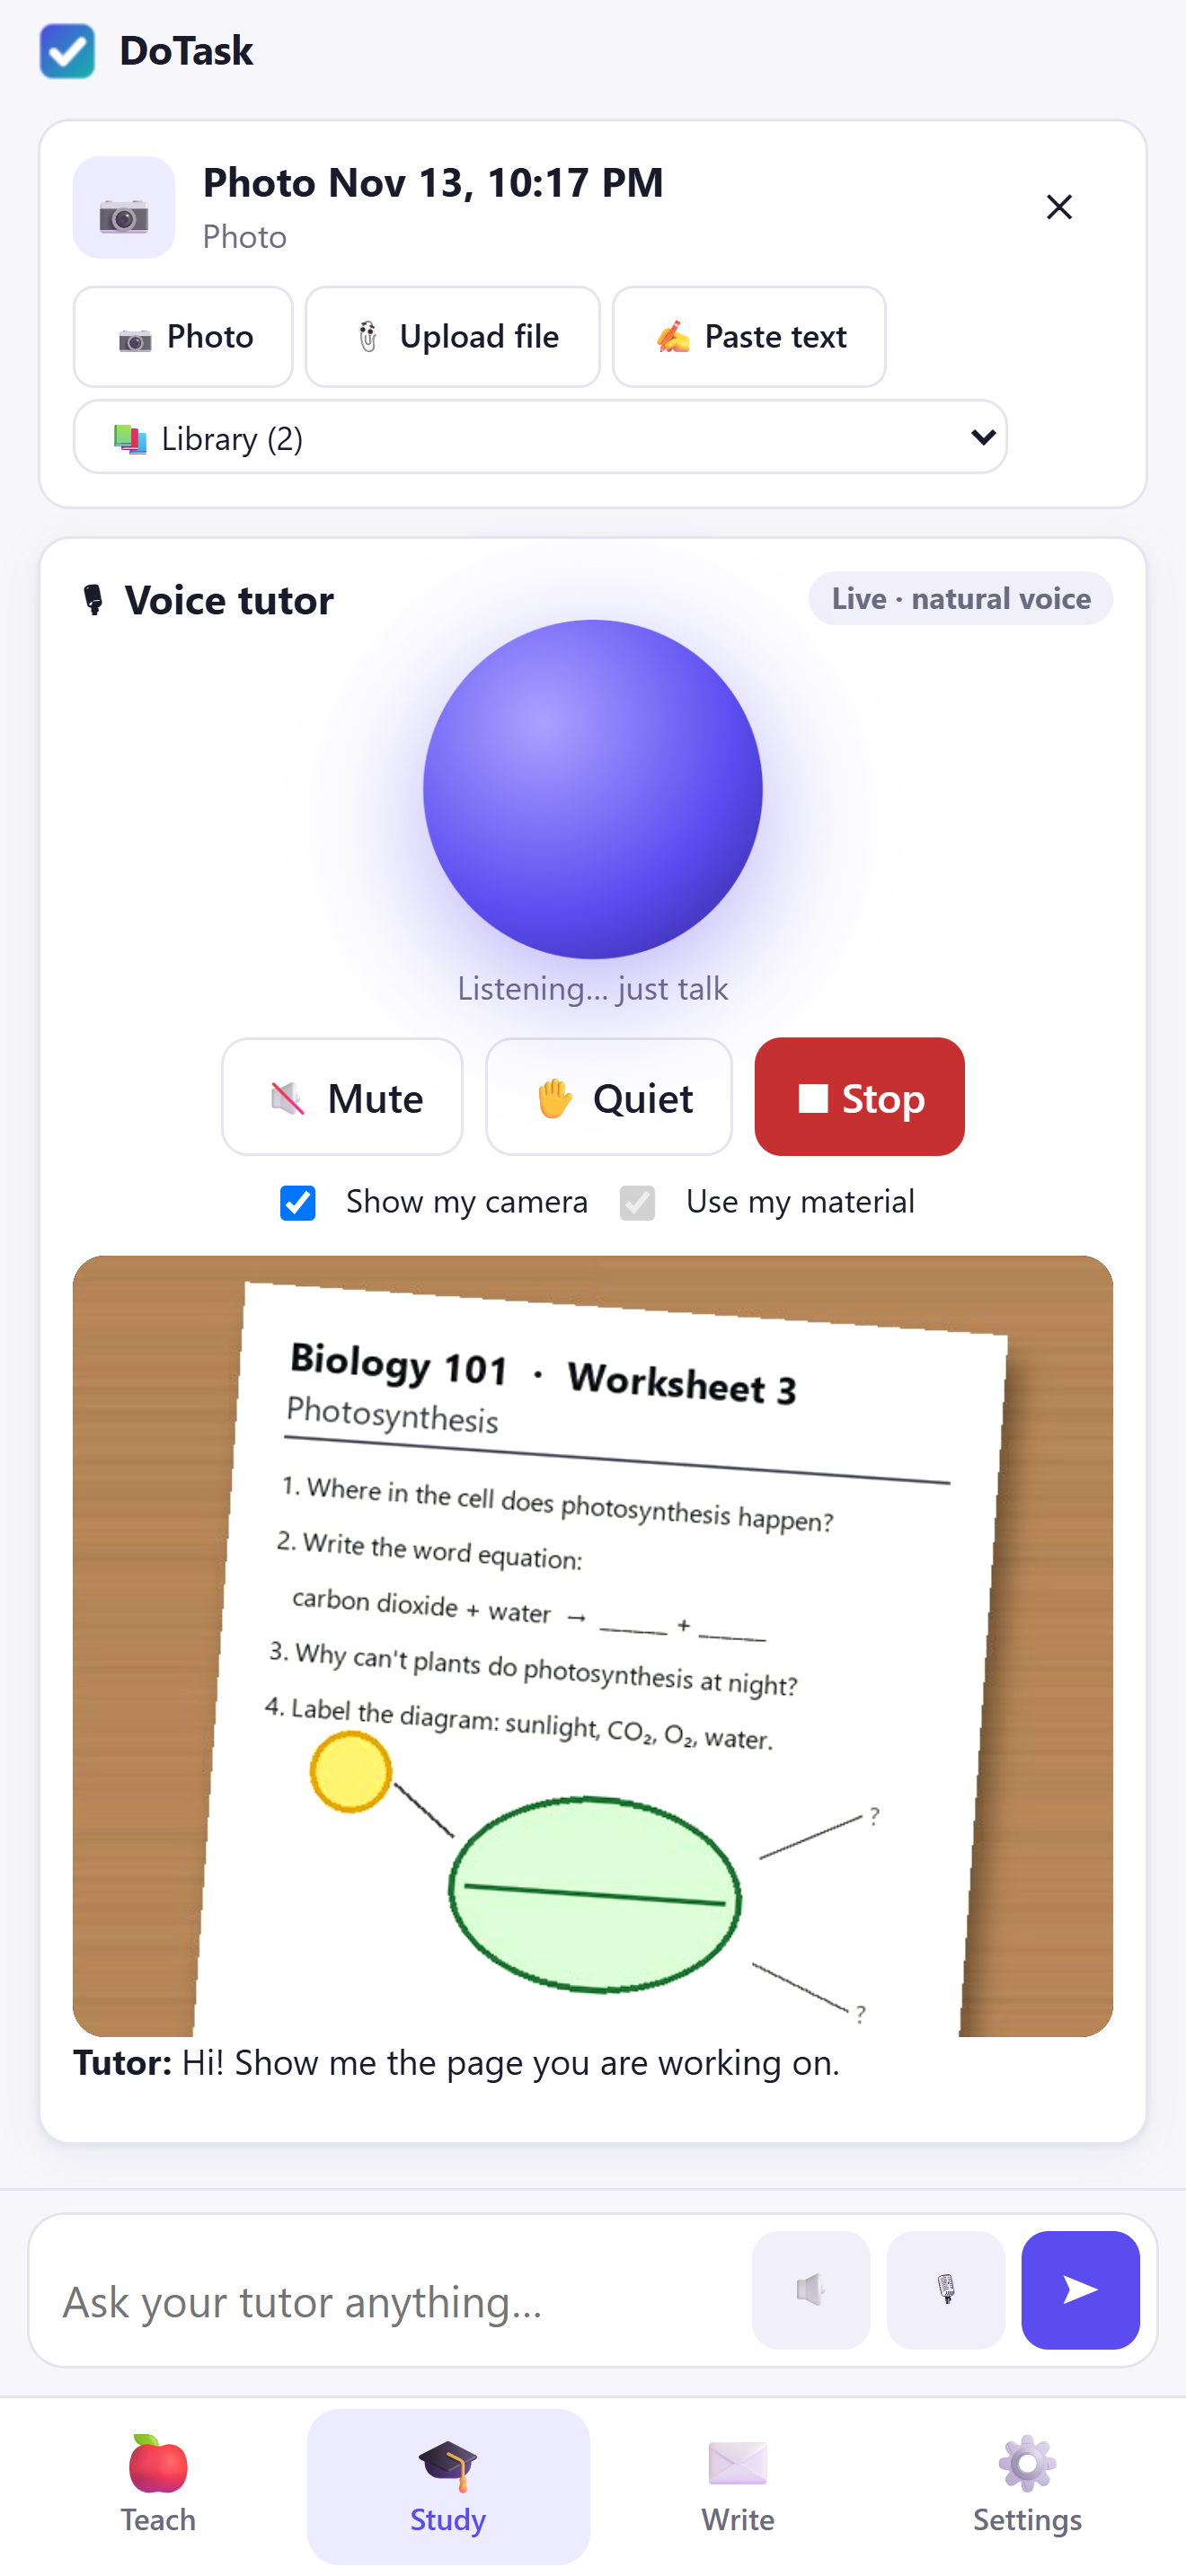 DoTask
Photo Nov 13, 10:17 PM
Photo
Photo
Upload file
Paste text
Library (2)
Voice tutor
Live · natural voice
Listening... just talk
Mute
Quiet
Stop
Show my camera
Use my material
Biology 101 · Worksheet 3
Photosynthesis
1. Where in the cell does photosynthesis happen?
2. Write the word equation:
carbon dioxide + water → _____ + _____
3. Why can't plants do photosynthesis at night?
4. Label the diagram: sunlight, CO₂, O₂, water.
?
?
Tutor: Hi! Show me the page you are working on.
Ask your tutor anything...
Teach
Study
Write
Settings